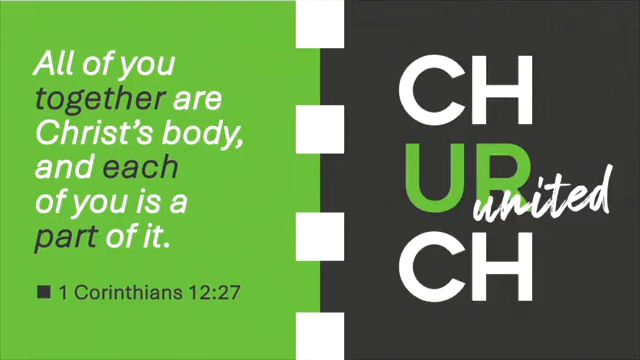 All of you
together are
Christ's body,
and each
of you is a
part of it.
1 Corinthians 12:27
CH
UR
united
CH